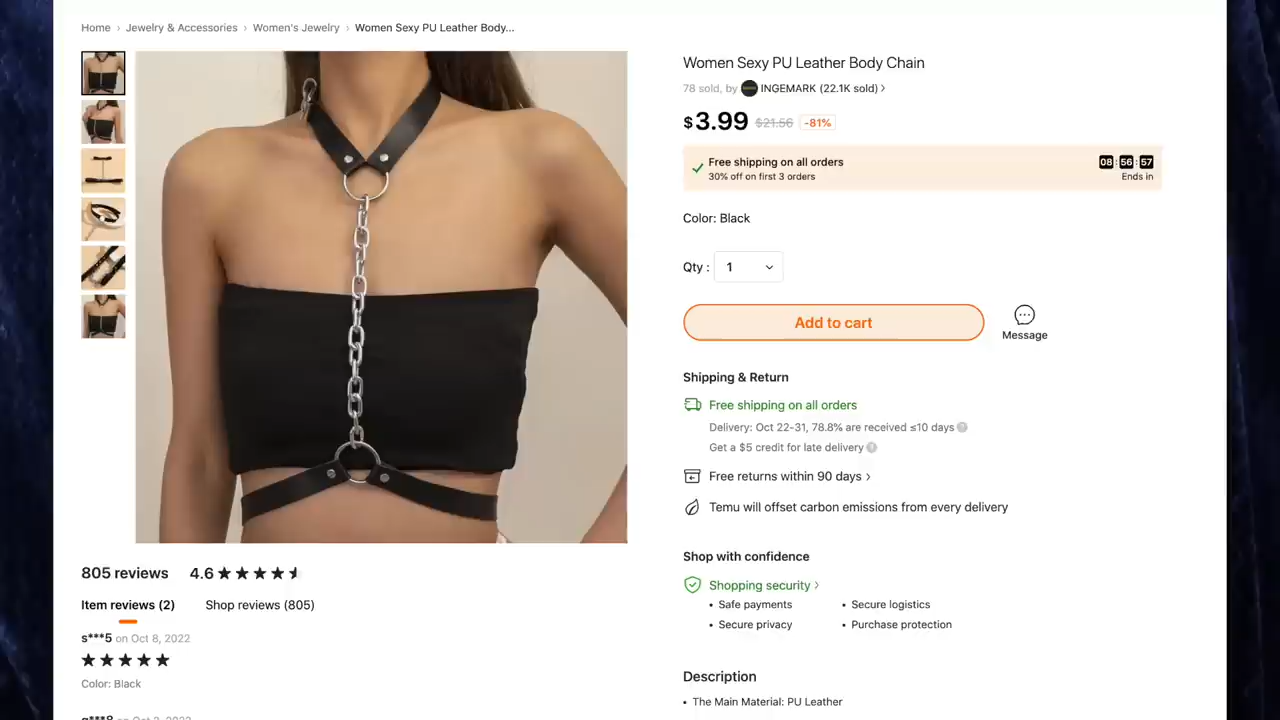 Home › Jewelry & Accessories › Women's Jewelry › Women Sexy PU Leather Body...
Women Sexy PU Leather Body Chain
78 sold, by INGEMARK (22.1K sold) ›
$3.99 $21.56 -81%
Free shipping on all orders
30% off on first 3 orders
08:56:57
Ends in
Color: Black
Qty : 1
Add to cart
Message
Shipping & Return
Free shipping on all orders
Delivery: Oct 22-31, 78.8% are received ≤10 days ?
Get a $5 credit for late delivery ?
Free returns within 90 days ›
Temu will offset carbon emissions from every delivery
Shop with confidence
Shopping security ›
• Safe payments • Secure logistics
• Secure privacy • Purchase protection
Description
• The Main Material: PU Leather
805 reviews 4.6
Item reviews (2) Shop reviews (805)
s***5 on Oct 8, 2022
Color: Black